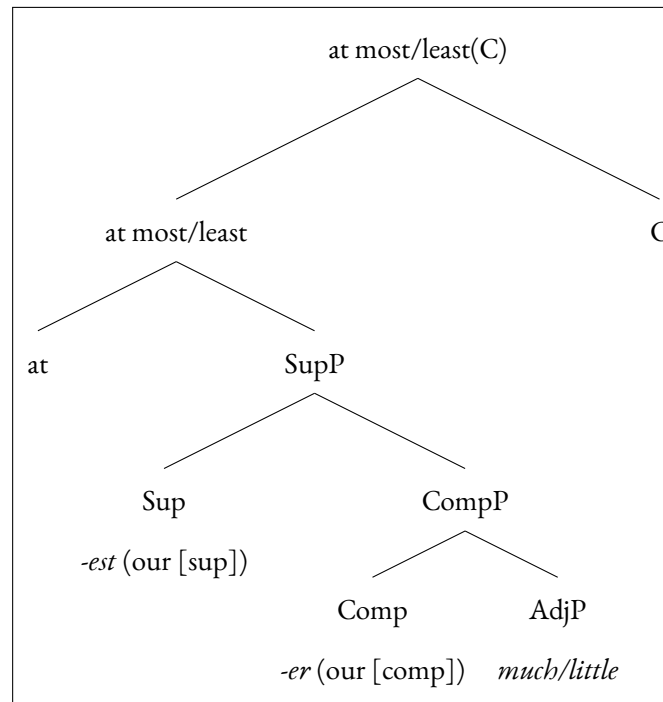 at most/least(C)
at most/least
at SupP
Sup CompP
-est (our [sup])
Comp AdjP
-er (our [comp]) much/little